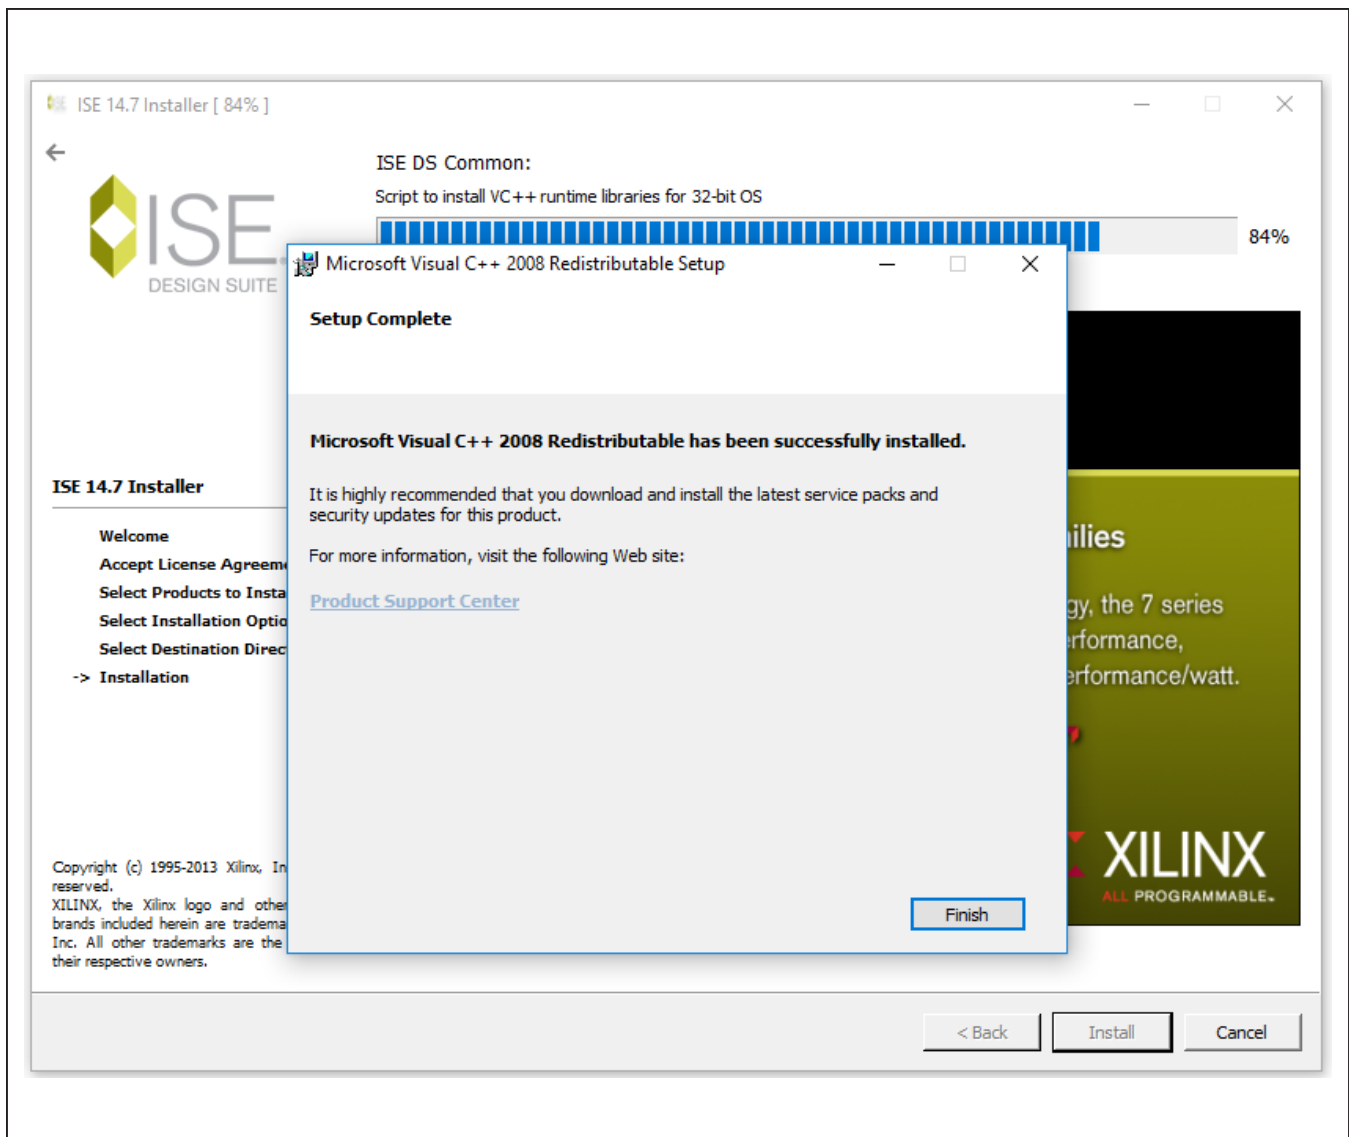 ISE 14.7 Installer [ 84% ]
ISE DS Common:
Script to install VC++ runtime libraries for 32-bit OS
84%
ISE
DESIGN SUITE
Microsoft Visual C++ 2008 Redistributable Setup
Setup Complete
Microsoft Visual C++ 2008 Redistributable has been successfully installed.
It is highly recommended that you download and install the latest service packs and
security updates for this product.
For more information, visit the following Web site:
Product Support Center
Finish
ISE 14.7 Installer
Welcome
Accept License Agreeme
Select Products to Insta
Select Installation Optio
Select Destination Direc
-> Installation
Copyright (c) 1995-2013 Xilinx, In
reserved.
XILINX, the Xilinx logo and other
brands included herein are tradema
Inc. All other trademarks are the
their respective owners.
ilies
gy, the 7 series
rformance,
erformance/watt.
XILINX
ALL PROGRAMMABLE.
< Back
Install
Cancel